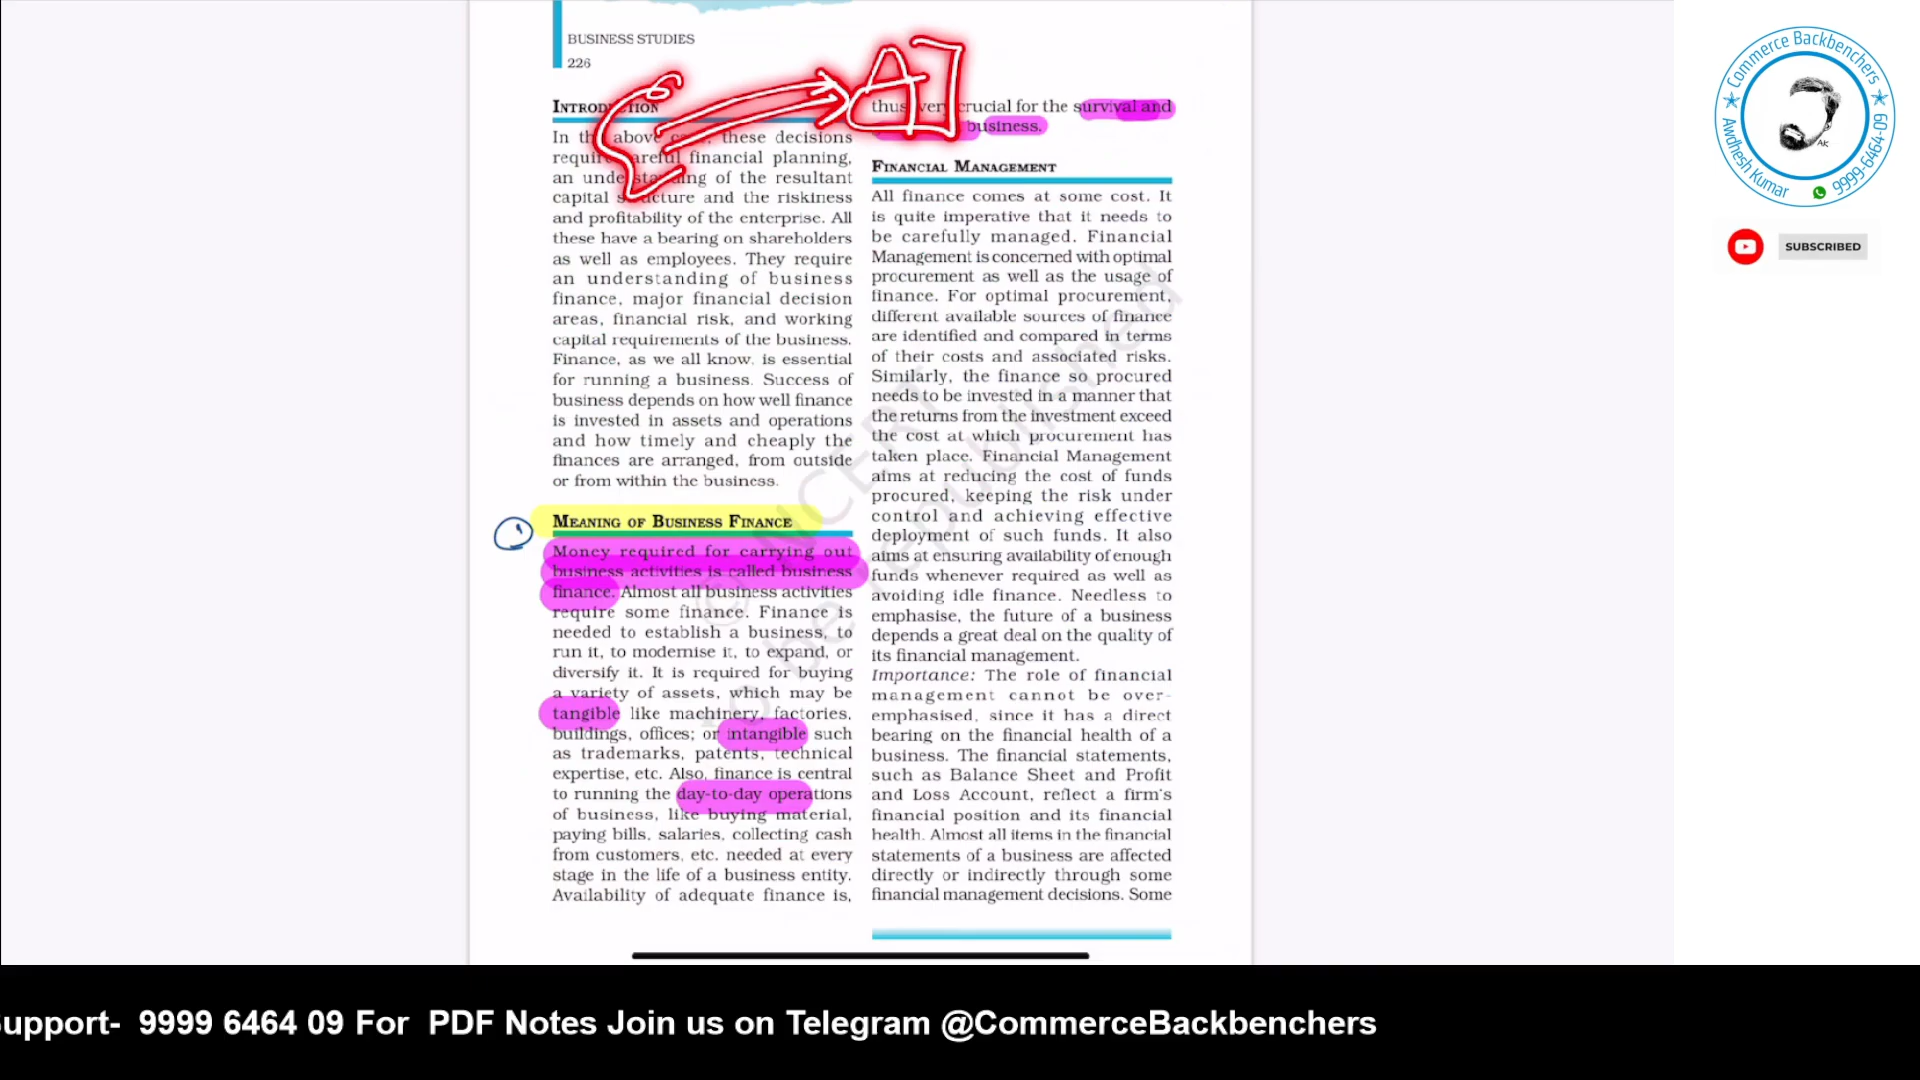 BUSINESS STUDIES
226
INTRODUCTION
In the above case, these decisions
require careful financial planning,
an understanding of the resultant
capital structure and the riskiness
and profitability of the enterprise. All
these have a bearing on shareholders
as well as employees. They require
an understanding of business
finance, major financial decision
areas, financial risk, and working
capital requirements of the business.
Finance, as we all know, is essential
for running a business. Success of
business depends on how well finance
is invested in assets and operations
and how timely and cheaply the
finances are arranged, from outside
or from within the business.
MEANING OF BUSINESS FINANCE
Money required for carrying out
business activities is called business
finance. Almost all business activities
require some finance. Finance is
needed to establish a business, to
run it, to modernise it, to expand, or
diversify it. It is required for buying
a variety of assets, which may be
tangible like machinery, factories,
buildings, offices; or intangible such
as trademarks, patents, technical
expertise, etc. Also, finance is central
to running the day-to-day operations
of business, like buying material,
paying bills, salaries, collecting cash
from customers, etc. needed at every
stage in the life of a business entity.
Availability of adequate finance is,
thus very crucial for the survival and
business.
FINANCIAL MANAGEMENT
All finance comes at some cost. It
is quite imperative that it needs to
be carefully managed. Financial
Management is concerned with optimal
procurement as well as the usage of
finance. For optimal procurement,
different available sources of finance
are identified and compared in terms
of their costs and associated risks.
Similarly, the finance so procured
needs to be invested in a manner that
the returns from the investment exceed
the cost at which procurement has
taken place. Financial Management
aims at reducing the cost of funds
procured, keeping the risk under
control and achieving effective
deployment of such funds. It also
aims at ensuring availability of enough
funds whenever required as well as
avoiding idle finance. Needless to
emphasise, the future of a business
depends a great deal on the quality of
its financial management.
Importance: The role of financial
management cannot be over-
emphasised, since it has a direct
bearing on the financial health of a
business. The financial statements,
such as Balance Sheet and Profit
and Loss Account, reflect a firm's
financial position and its financial
health. Almost all items in the financial
statements of a business are affected
directly or indirectly through some
financial management decisions. Some
© NCERT
to be republished
Commerce Backbenchers
Awdhesh Kumar
9999-6464-09
AK
SUBSCRIBED
Support- 9999 6464 09 For PDF Notes Join us on Telegram @CommerceBackbenchers